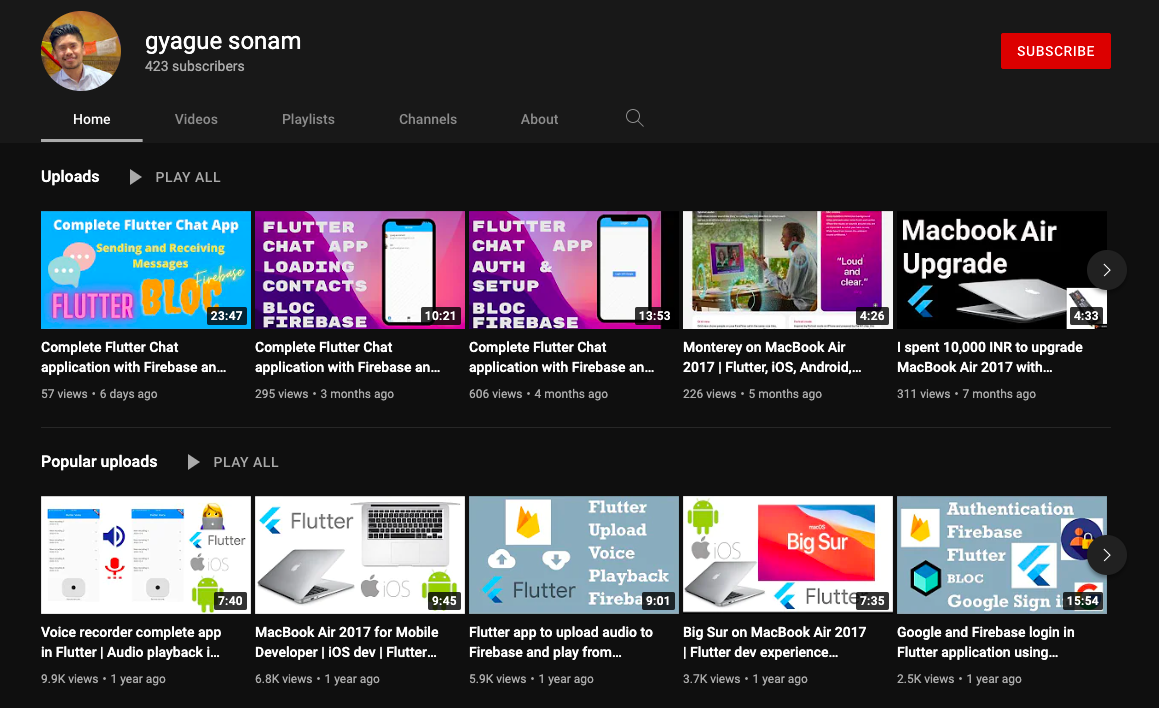 gyague sonam
423 subscribers
SUBSCRIBE
Home Videos Playlists Channels About
Uploads PLAY ALL
Complete Flutter Chat App
Sending and Receiving
Messages
Firebase
FLUTTER BLOC
23:47
FLUTTER
CHAT APP
LOADING
CONTACTS
BLOC
FIREBASE
10:21
FLUTTER
CHAT APP
AUTH &
SETUP
BLOC
FIREBASE
13:53
“Loud
and
clear.”
4:26
Macbook Air
Upgrade
4:33
Complete Flutter Chat
application with Firebase an...
57 views • 6 days ago
Complete Flutter Chat
application with Firebase an...
295 views • 3 months ago
Complete Flutter Chat
application with Firebase an...
606 views • 4 months ago
Monterey on MacBook Air
2017 | Flutter, iOS, Android,...
226 views • 5 months ago
I spent 10,000 INR to upgrade
MacBook Air 2017 with...
311 views • 7 months ago
Popular uploads PLAY ALL
Flutter
iOS
7:40
Flutter
iOS
9:45
Flutter
Upload
Voice
Playback
Fireba
Flutter
9:01
iOS
macOS
Big Sur
Flutte
7:35
Authentication
Firebase
Flutter
BLOC
Google Sign i
15:54
Voice recorder complete app
in Flutter | Audio playback i...
9.9K views • 1 year ago
MacBook Air 2017 for Mobile
Developer | iOS dev | Flutter...
6.8K views • 1 year ago
Flutter app to upload audio to
Firebase and play from...
5.9K views • 1 year ago
Big Sur on MacBook Air 2017
| Flutter dev experience...
3.7K views • 1 year ago
Google and Firebase login in
Flutter application using...
2.5K views • 1 year ago